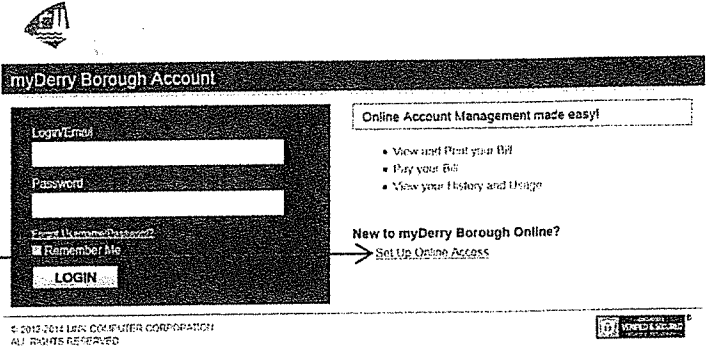 myDerry Borough Account
Login/Email
Password
Forgot Username/Password?
Remember Me
LOGIN
Online Account Management made easy!
• View and Print your Bill
• Pay your Bill
• View your History and Usage
New to myDerry Borough Online?
Set Up Online Access
© 2012-2014 LINK COMPUTER CORPORATION
ALL RIGHTS RESERVED
VERIFIED & SECURED